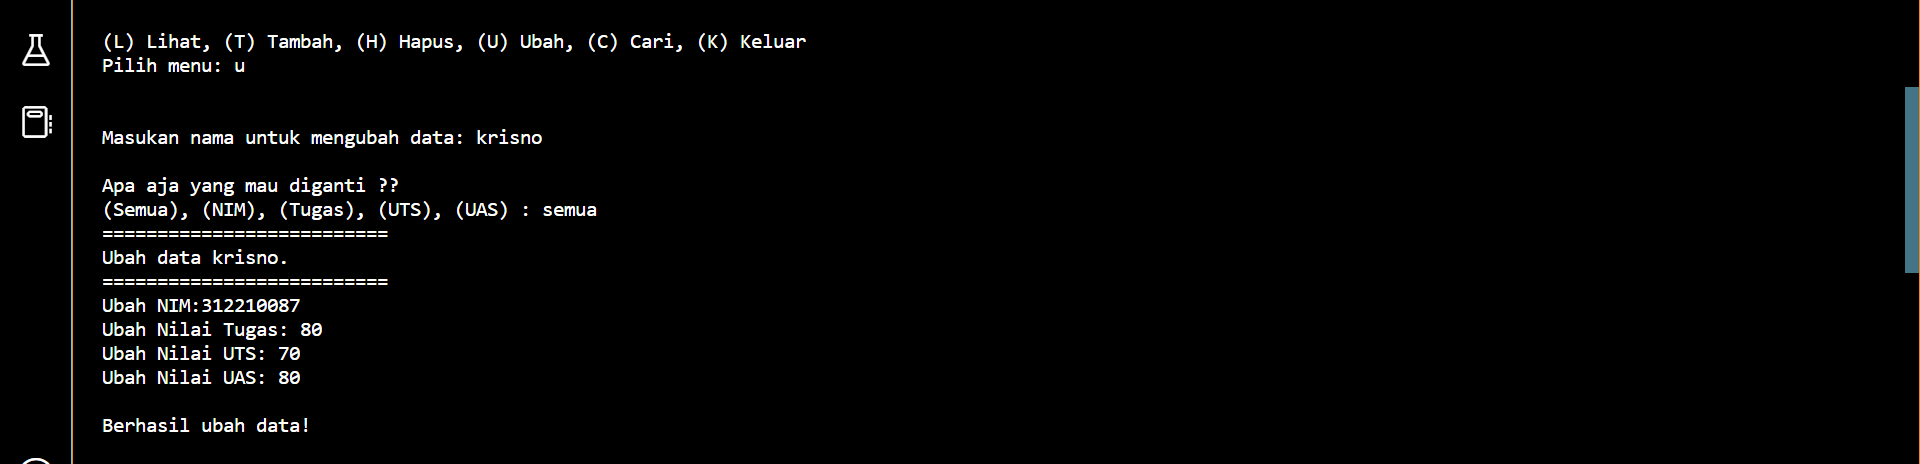 (L) Lihat, (T) Tambah, (H) Hapus, (U) Ubah, (C) Cari, (K) Keluar
Pilih menu: u
Masukan nama untuk mengubah data: krisno
Apa aja yang mau diganti ??
(Semua), (NIM), (Tugas), (UTS), (UAS) : semua
==========================
Ubah data krisno.
==========================
Ubah NIM:312210087
Ubah Nilai Tugas: 80
Ubah Nilai UTS: 70
Ubah Nilai UAS: 80
Berhasil ubah data!